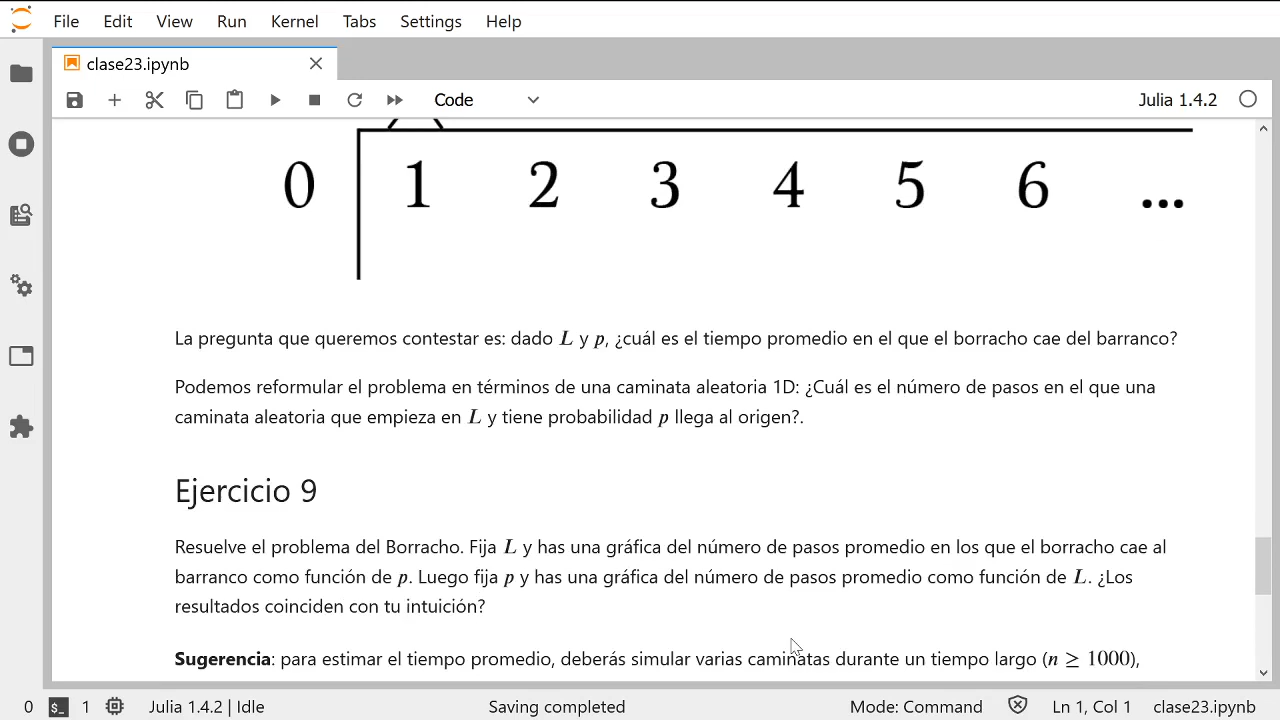 File Edit View Run Kernel Tabs Settings Help
clase23.ipynb
Code
Julia 1.4.2
0 1 2 3 4 5 6 ...
La pregunta que queremos contestar es: dado L y p, ¿cuál es el tiempo promedio en el que el borracho cae del barranco?
Podemos reformular el problema en términos de una caminata aleatoria 1D: ¿Cuál es el número de pasos en el que una
caminata aleatoria que empieza en L y tiene probabilidad p llega al origen?.
Ejercicio 9
Resuelve el problema del Borracho. Fija L y has una gráfica del número de pasos promedio en los que el borracho cae al
barranco como función de p. Luego fija p y has una gráfica del número de pasos promedio como función de L. ¿Los
resultados coinciden con tu intuición?
Sugerencia: para estimar el tiempo promedio, deberás simular varias caminatas durante un tiempo largo (n ≥ 1000),
0 $_ 1 Julia 1.4.2 | Idle Saving completed Mode: Command Ln 1, Col 1 clase23.ipynb